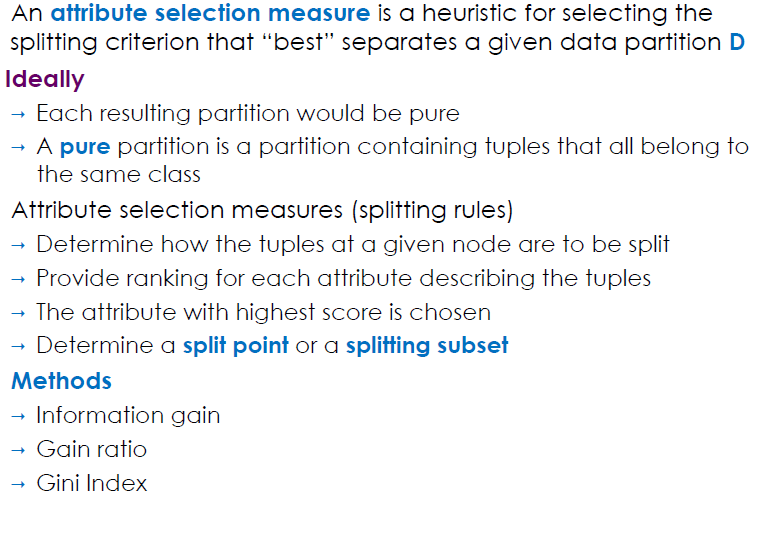 An attribute selection measure is a heuristic for selecting the
splitting criterion that “best” separates a given data partition D
Ideally
→ Each resulting partition would be pure
→ A pure partition is a partition containing tuples that all belong to
the same class
Attribute selection measures (splitting rules)
→ Determine how the tuples at a given node are to be split
→ Provide ranking for each attribute describing the tuples
→ The attribute with highest score is chosen
→ Determine a split point or a splitting subset
Methods
→ Information gain
→ Gain ratio
→ Gini Index